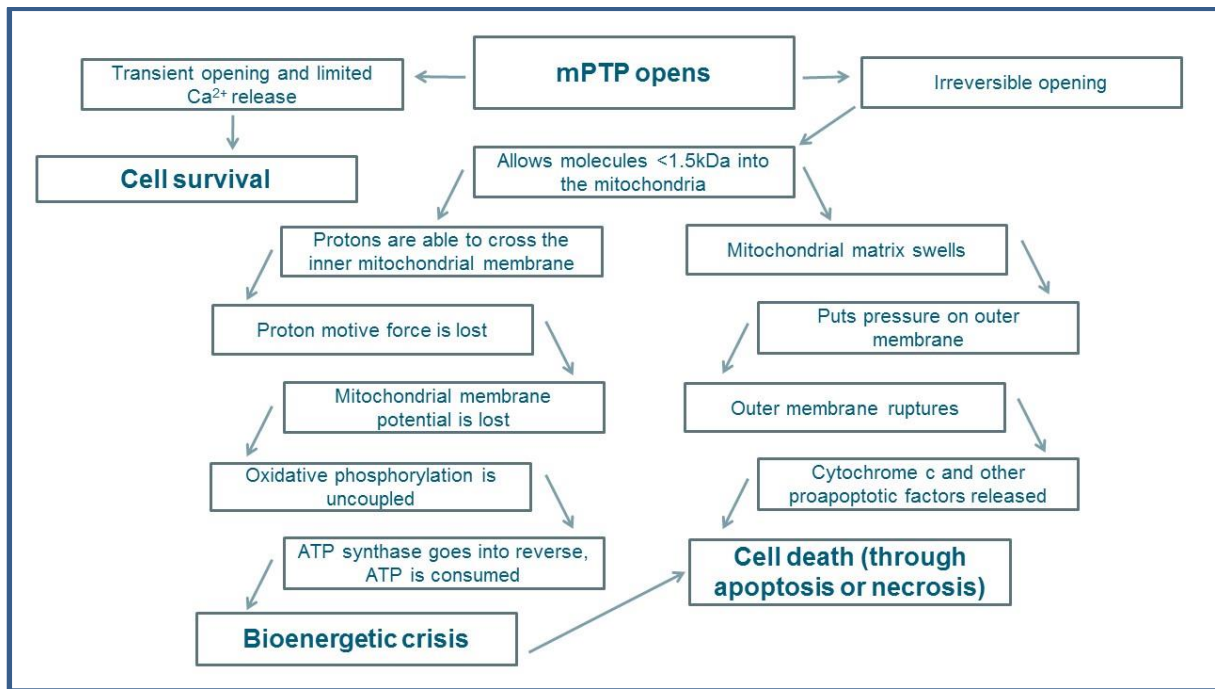 mPTP opens
Transient opening and limited
Ca²⁺ release
Irreversible opening
Cell survival
Allows molecules <1.5kDa into
the mitochondria
Protons are able to cross the
inner mitochondrial membrane
Mitochondrial matrix swells
Proton motive force is lost
Puts pressure on outer
membrane
Mitochondrial membrane
potential is lost
Outer membrane ruptures
Oxidative phosphorylation is
uncoupled
Cytochrome c and other
proapoptotic factors released
ATP synthase goes into reverse,
ATP is consumed
Cell death (through
apoptosis or necrosis)
Bioenergetic crisis